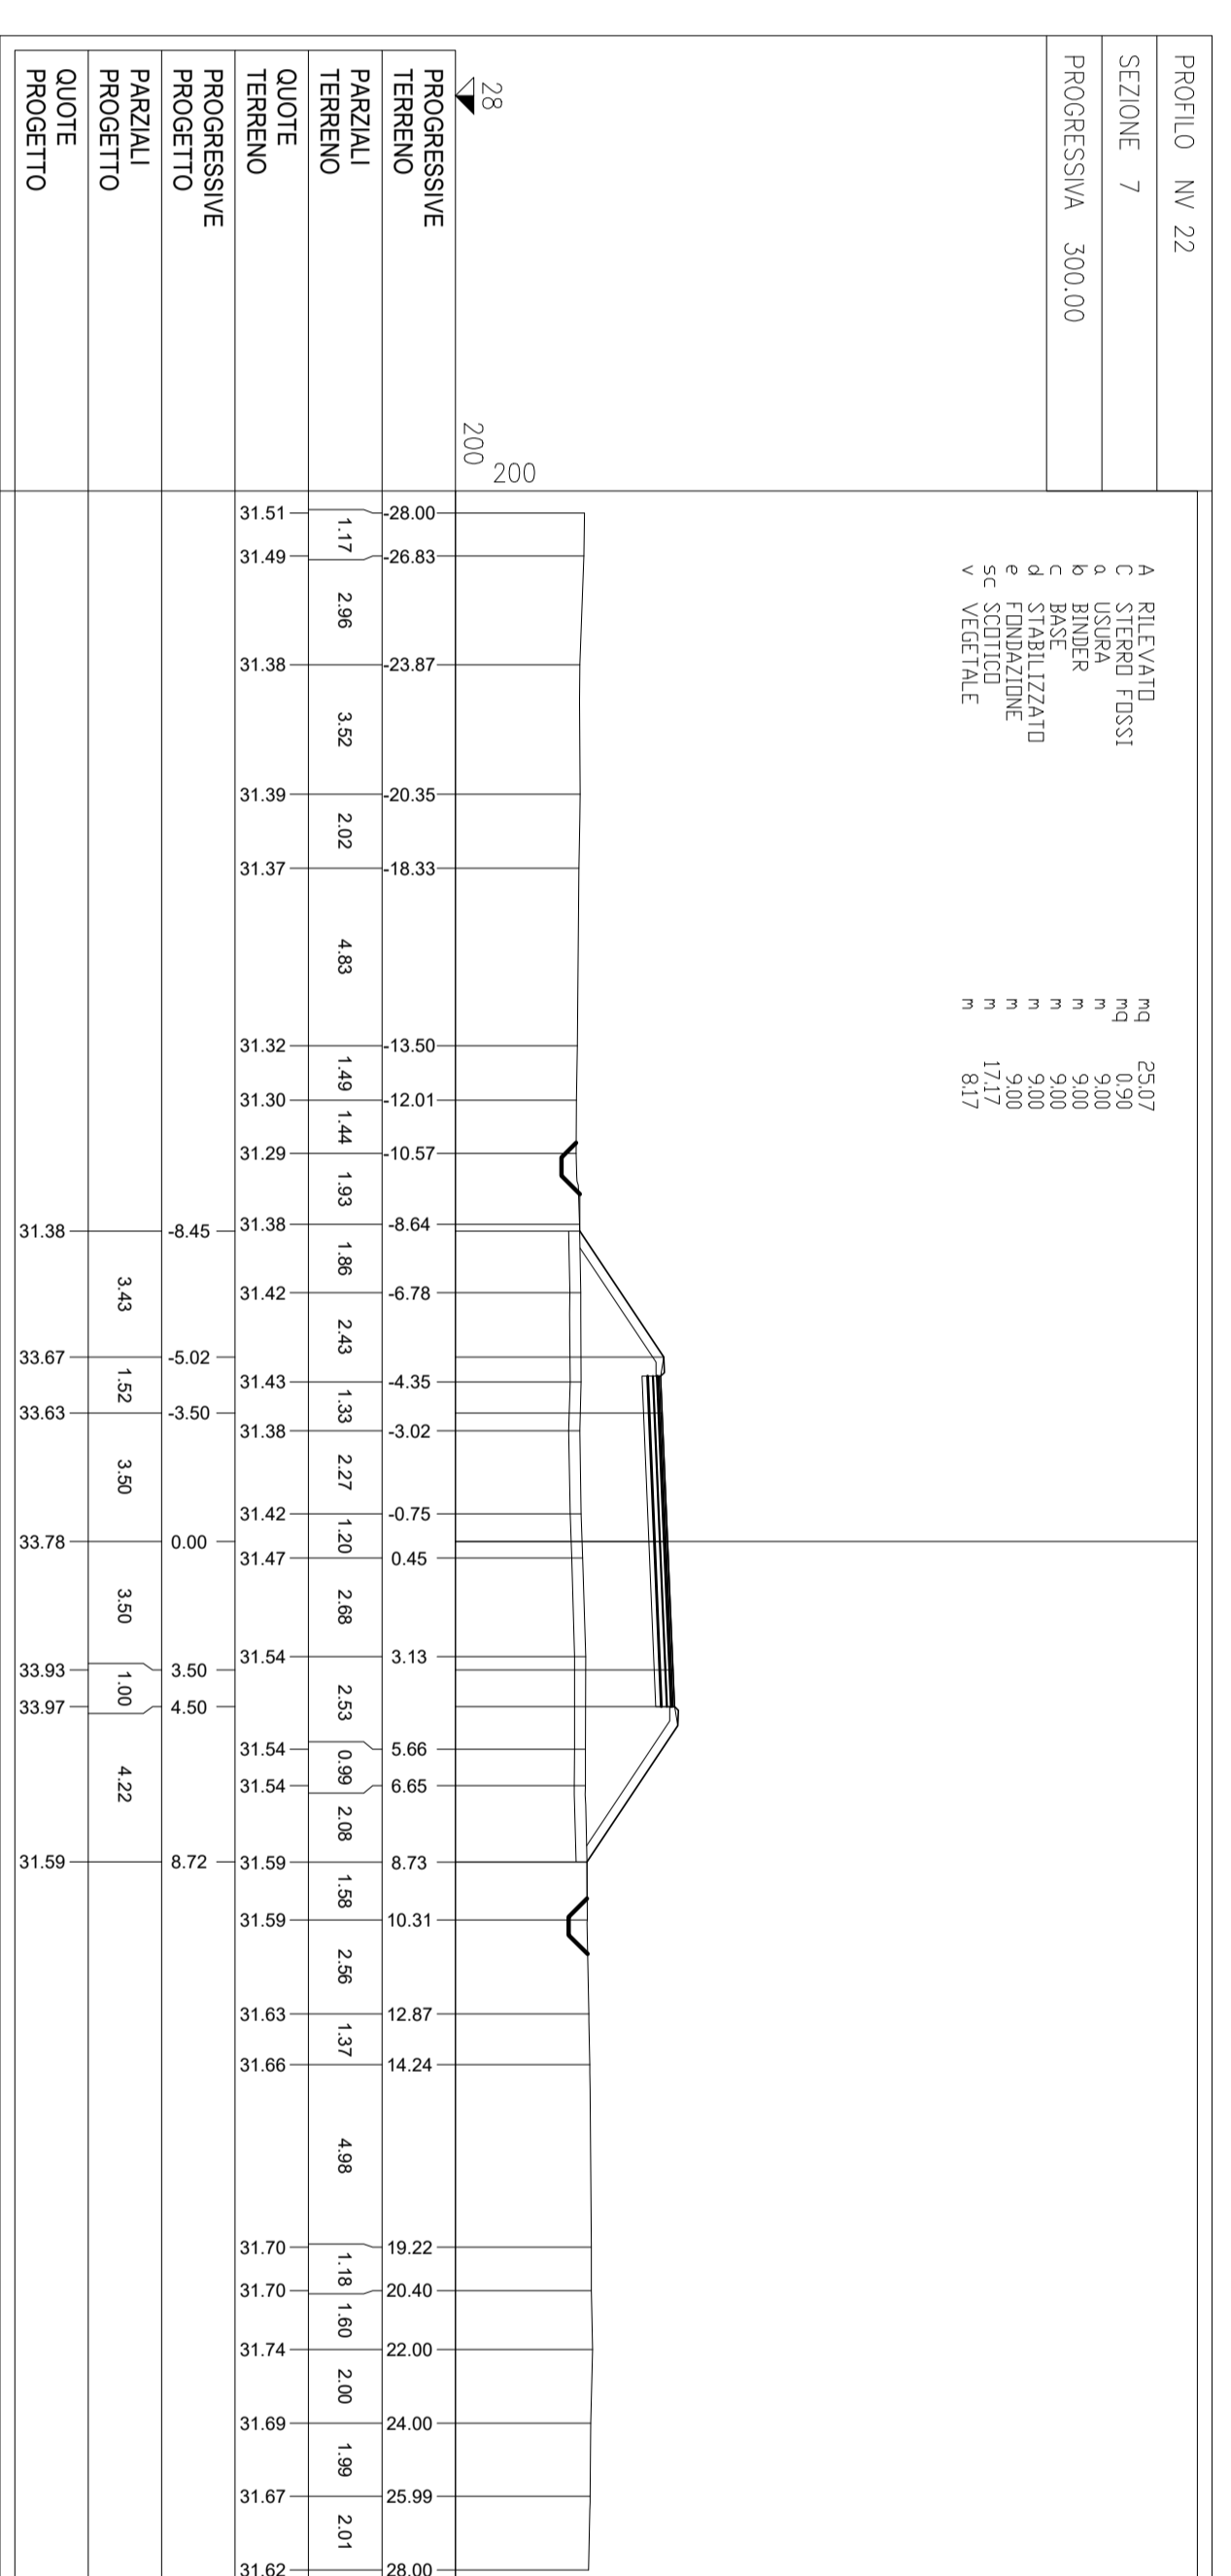 PROFILO NV 22
SEZIONE 7
PROGRESSIVA 300.00
A RILEVATO mq 25.07
C STERRO FOSSI mq 0.90
a USURA m 9.00
b BINDER m 9.00
c BASE m 9.00
d STABILIZZATO m 9.00
e FONDAZIONE m 9.00
sc SCOTICO m 17.17
v VEGETALE m 8.17
28
200
200
PROGRESSIVE
TERRENO
-28.00 -26.83 -23.87 -20.35 -18.33 -13.50 -12.01 -10.57 -8.64 -6.78 -4.35 -3.02 -0.75 0.45 3.13 5.66 6.65 8.73 10.31 12.87 14.24 19.22 20.40 22.00 24.00 25.99 28.00
PARZIALI
TERRENO
1.17 2.96 3.52 2.02 4.83 1.49 1.44 1.93 1.86 2.43 1.33 2.27 1.20 2.68 2.53 0.99 2.08 1.58 2.56 1.37 4.98 1.18 1.60 2.00 1.99 2.01
QUOTE
TERRENO
31.51 31.49 31.38 31.39 31.37 31.32 31.30 31.29 31.38 31.42 31.43 31.38 31.42 31.47 31.54 31.54 31.54 31.59 31.59 31.63 31.66 31.70 31.70 31.74 31.69 31.67 31.62
PROGRESSIVE
PROGETTO
-8.45 -5.02 -3.50 0.00 3.50 4.50 8.72
PARZIALI
PROGETTO
3.43 1.52 3.50 3.50 1.00 4.22
QUOTE
PROGETTO
31.38 33.67 33.63 33.78 33.93 33.97 31.59